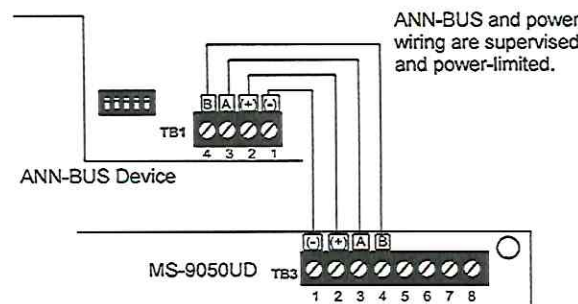 ANN-BUS and power
wiring are supervised
and power-limited.
B A (+) (-)
TB1
4 3 2 1
ANN-BUS Device
(-) (+) A B
MS-9050UD TB3
1 2 3 4 5 6 7 8